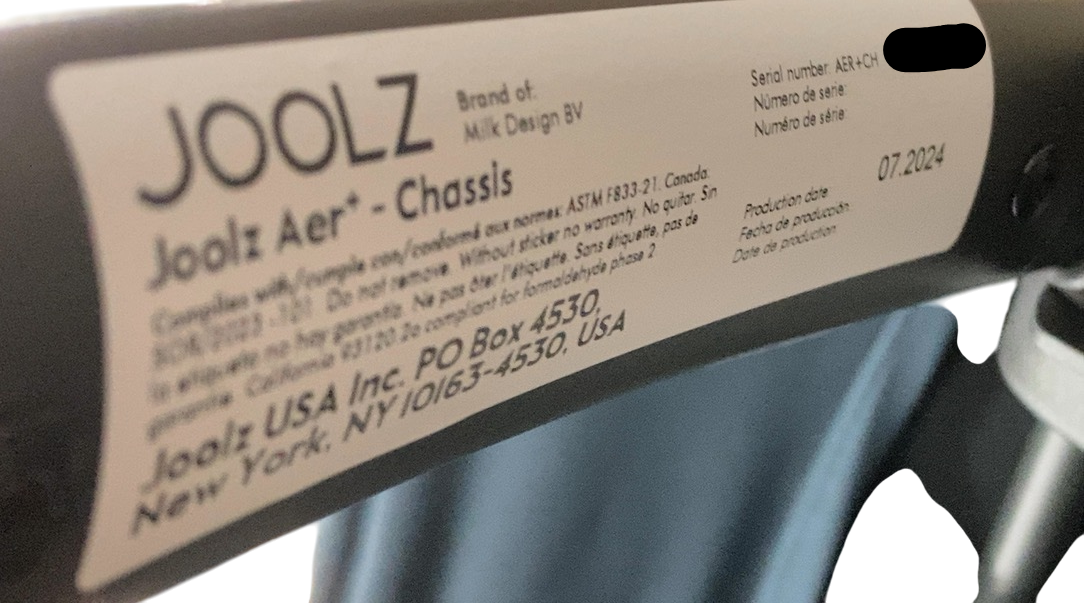 JOOLZ
Brand of:
Milk Design BV
Joolz Aer⁺ - Chassis
Complies with/cumple con/conformé aux normes: ASTM F833-21. Canada.
SOR/2023 -101. Do not remove. Without sticker no warranty. No quitar. Sin
la etiqueta no hay garantía. Ne pas ôter l'étiquette. Sans étiquette, pas de
garantie. California 93120.2o compliant for formaldehyde phase 2
Joolz USA Inc. PO Box 4530,
New York, NY 10163-4530, USA
Serial number: AER+CH
Número de serie:
Numéro de série:
07.2024
Production date
Fecha de producción:
Date de production